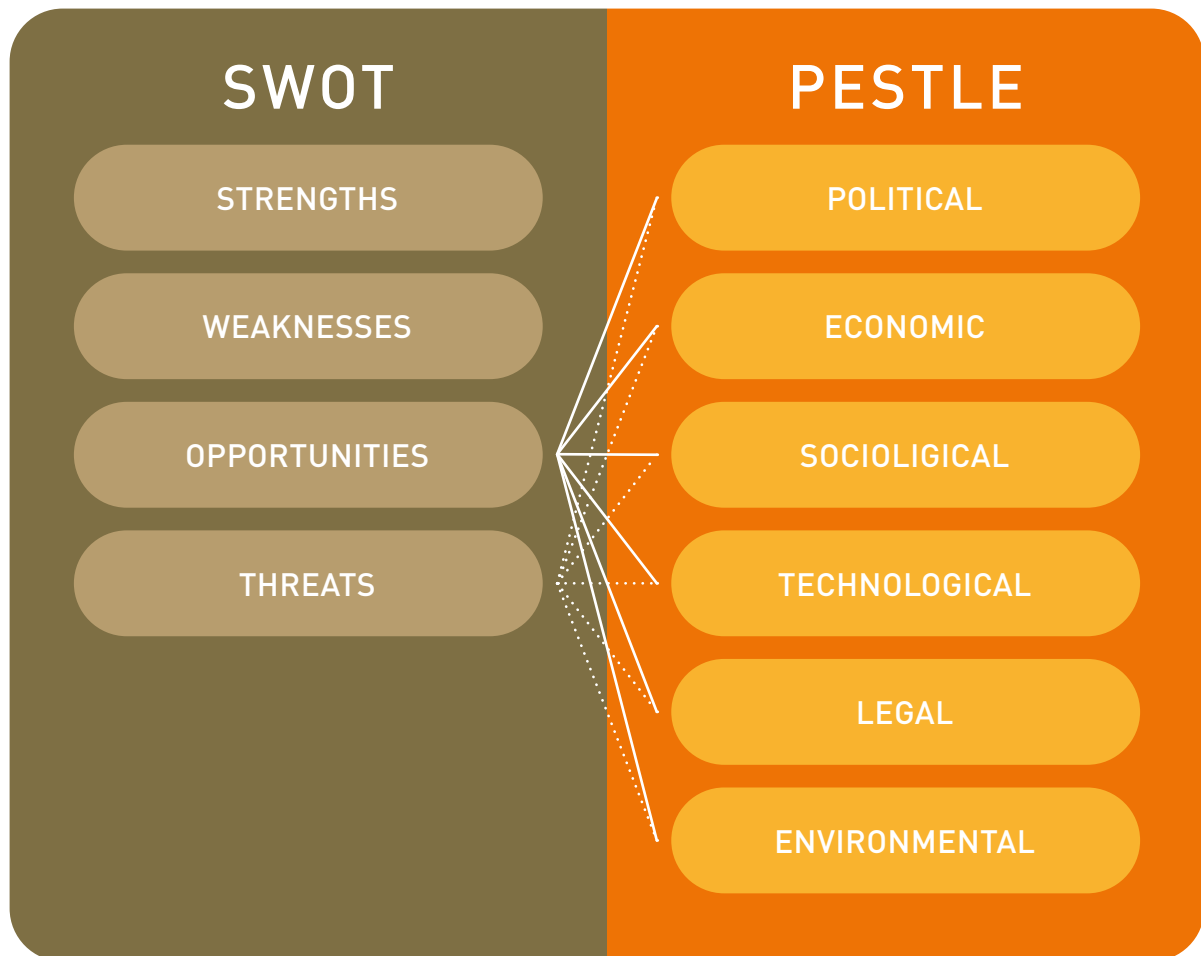 SWOT
STRENGTHS
WEAKNESSES
OPPORTUNITIES
THREATS
PESTLE
POLITICAL
ECONOMIC
SOCIOLIGICAL
TECHNOLOGICAL
LEGAL
ENVIRONMENTAL